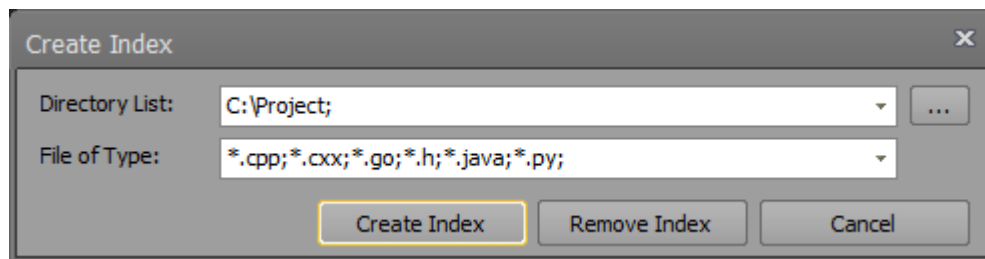 Create Index
Directory List: C:\Project; ...
File of Type: *.cpp;*.cxx;*.go;*.h;*.java;*.py;
Create Index Remove Index Cancel